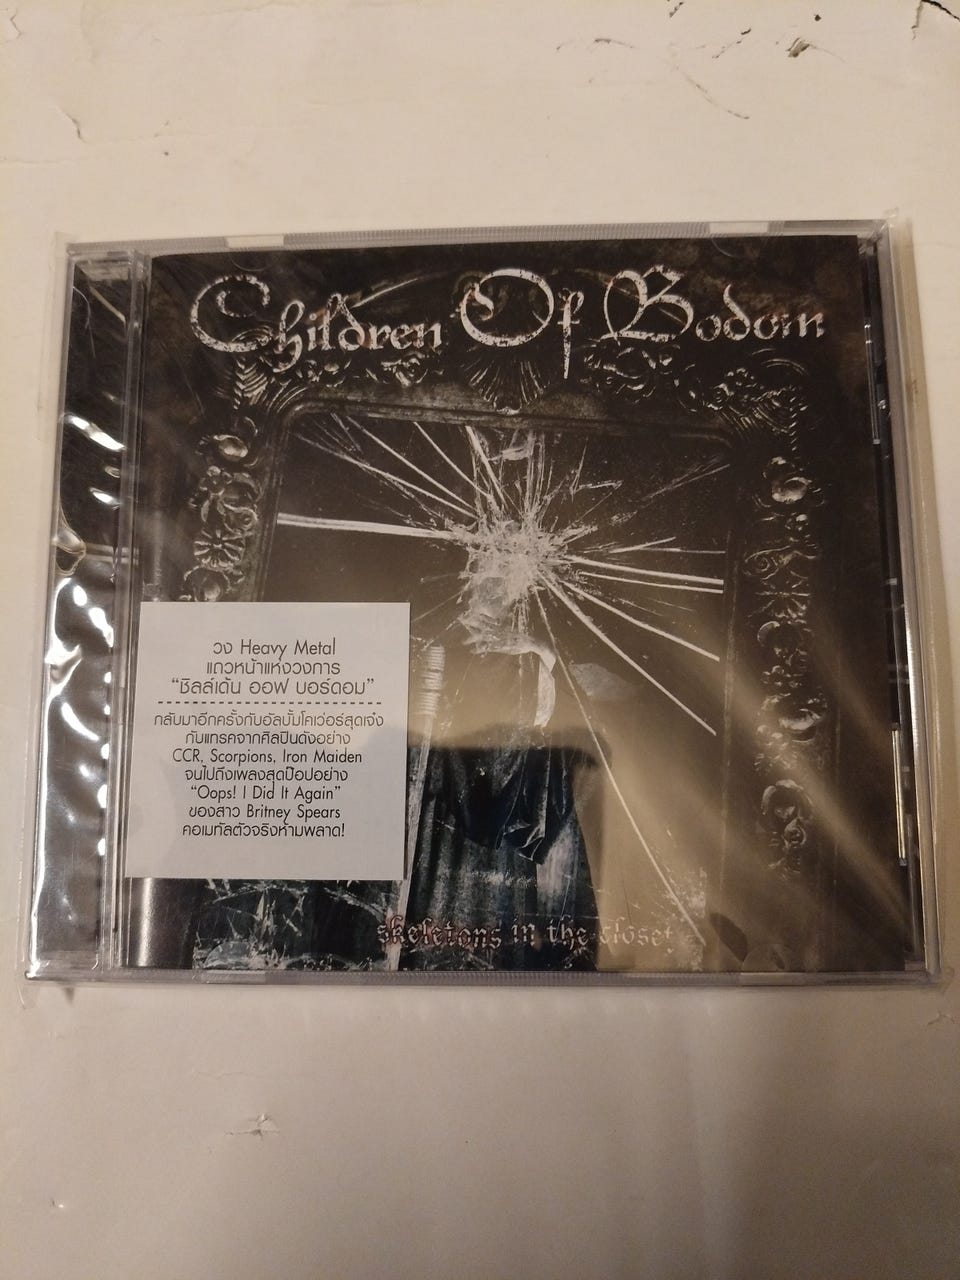 Children Of Bodom
วง Heavy Metal
แถวหน้าแห่งวงการ
“ชิลล์เด้น ออฟ บอร์ดอม”
กลับมาอีกครั้งกับอัลบั้มโคเว่อร์สุดเจ๋ง
กับแทรคจากศิลปินดังอย่าง
CCR, Scorpions, Iron Maiden
จนไปถึงเพลงสุดป๊อปอย่าง
“Oops! I Did It Again”
ของสาว Britney Spears
คอเมทัลตัวจริงห้ามพลาด!
skeletons in the closet